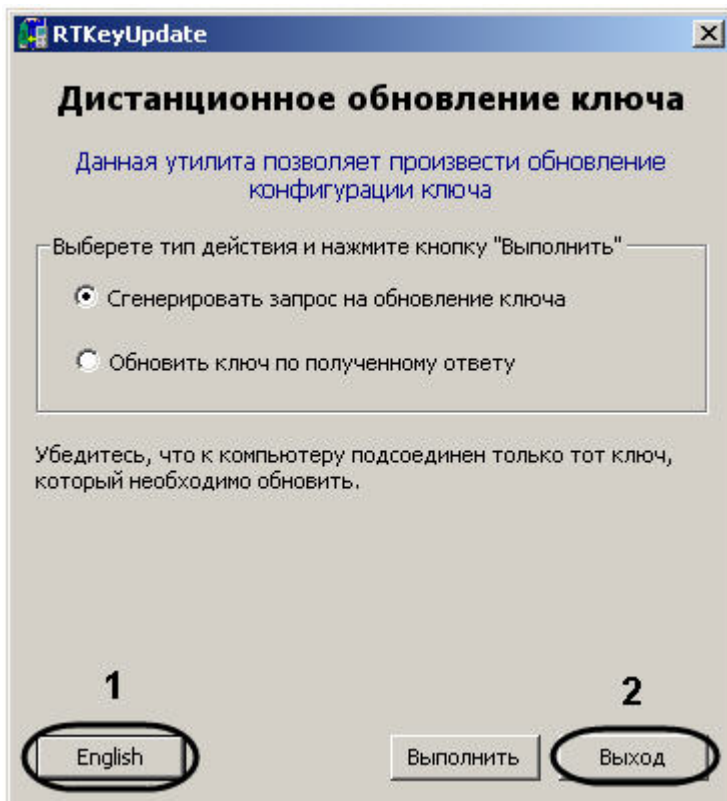 RTKeyUpdate
Дистанционное обновление ключа
Данная утилита позволяет произвести обновление
конфигурации ключа
Выберете тип действия и нажмите кнопку "Выполнить"
Сгенерировать запрос на обновление ключа
Обновить ключ по полученному ответу
Убедитесь, что к компьютеру подсоединен только тот ключ,
который необходимо обновить.
1
2
English
Выполнить
Выход